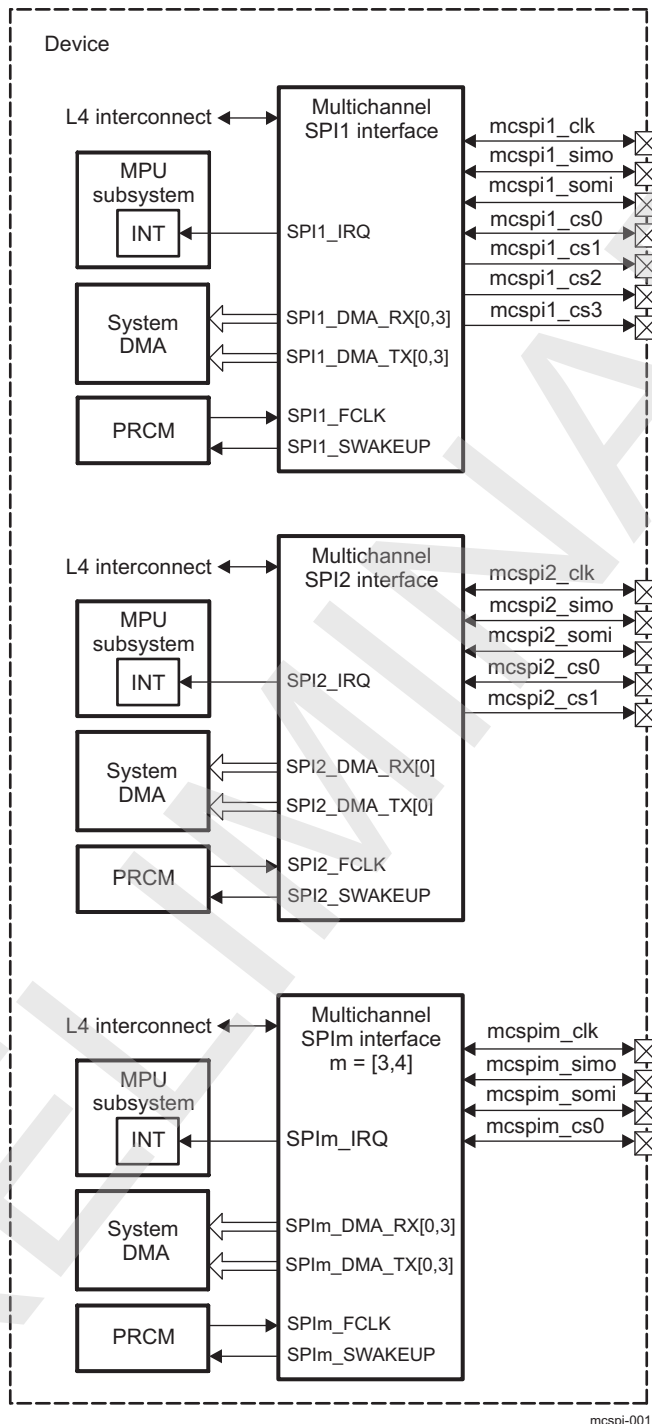 Device
L4 interconnect
Multichannel
SPI1 interface
mcspi1_clk
mcspi1_simo
mcspi1_somi
mcspi1_cs0
mcspi1_cs1
mcspi1_cs2
mcspi1_cs3
MPU
subsystem
INT
SPI1_IRQ
System
DMA
SPI1_DMA_RX[0,3]
SPI1_DMA_TX[0,3]
PRCM
SPI1_FCLK
SPI1_SWAKEUP
L4 interconnect
Multichannel
SPI2 interface
mcspi2_clk
mcspi2_simo
mcspi2_somi
mcspi2_cs0
mcspi2_cs1
MPU
subsystem
INT
SPI2_IRQ
System
DMA
SPI2_DMA_RX[0]
SPI2_DMA_TX[0]
PRCM
SPI2_FCLK
SPI2_SWAKEUP
L4 interconnect
Multichannel
SPIm interface
m = [3,4]
mcspim_clk
mcspim_simo
mcspim_somi
mcspim_cs0
MPU
subsystem
INT
SPIm_IRQ
System
DMA
SPIm_DMA_RX[0,3]
SPIm_DMA_TX[0,3]
PRCM
SPIm_FCLK
SPIm_SWAKEUP
mcspi-001